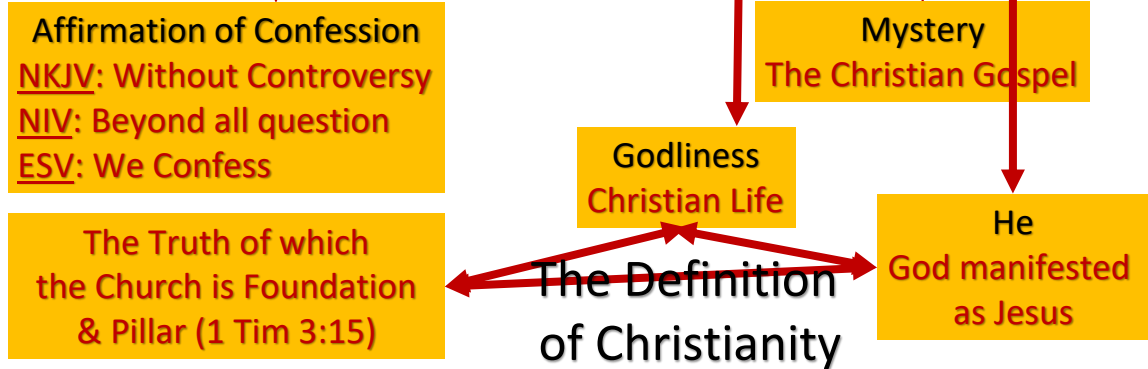 Affirmation of Confession
NKJV: Without Controversy
NIV: Beyond all question
ESV: We Confess
Mystery
The Christian Gospel
Godliness
Christian Life
The Truth of which
the Church is Foundation
& Pillar (1 Tim 3:15)
The Definition
of Christianity
He
God manifested
as Jesus